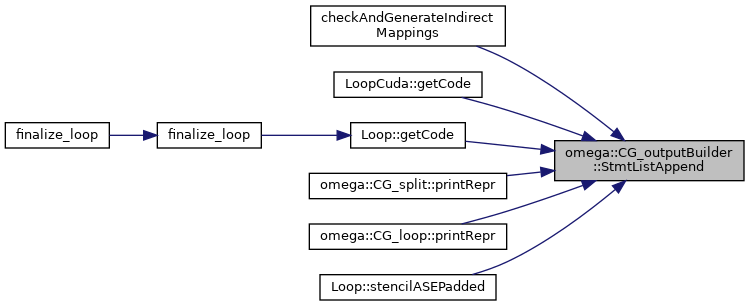 checkAndGenerateIndirect
Mappings
LoopCuda::getCode
finalize_loop
finalize_loop
Loop::getCode
omega::CG_outputBuilder
::StmtListAppend
omega::CG_split::printRepr
omega::CG_loop::printRepr
Loop::stencilASEPadded